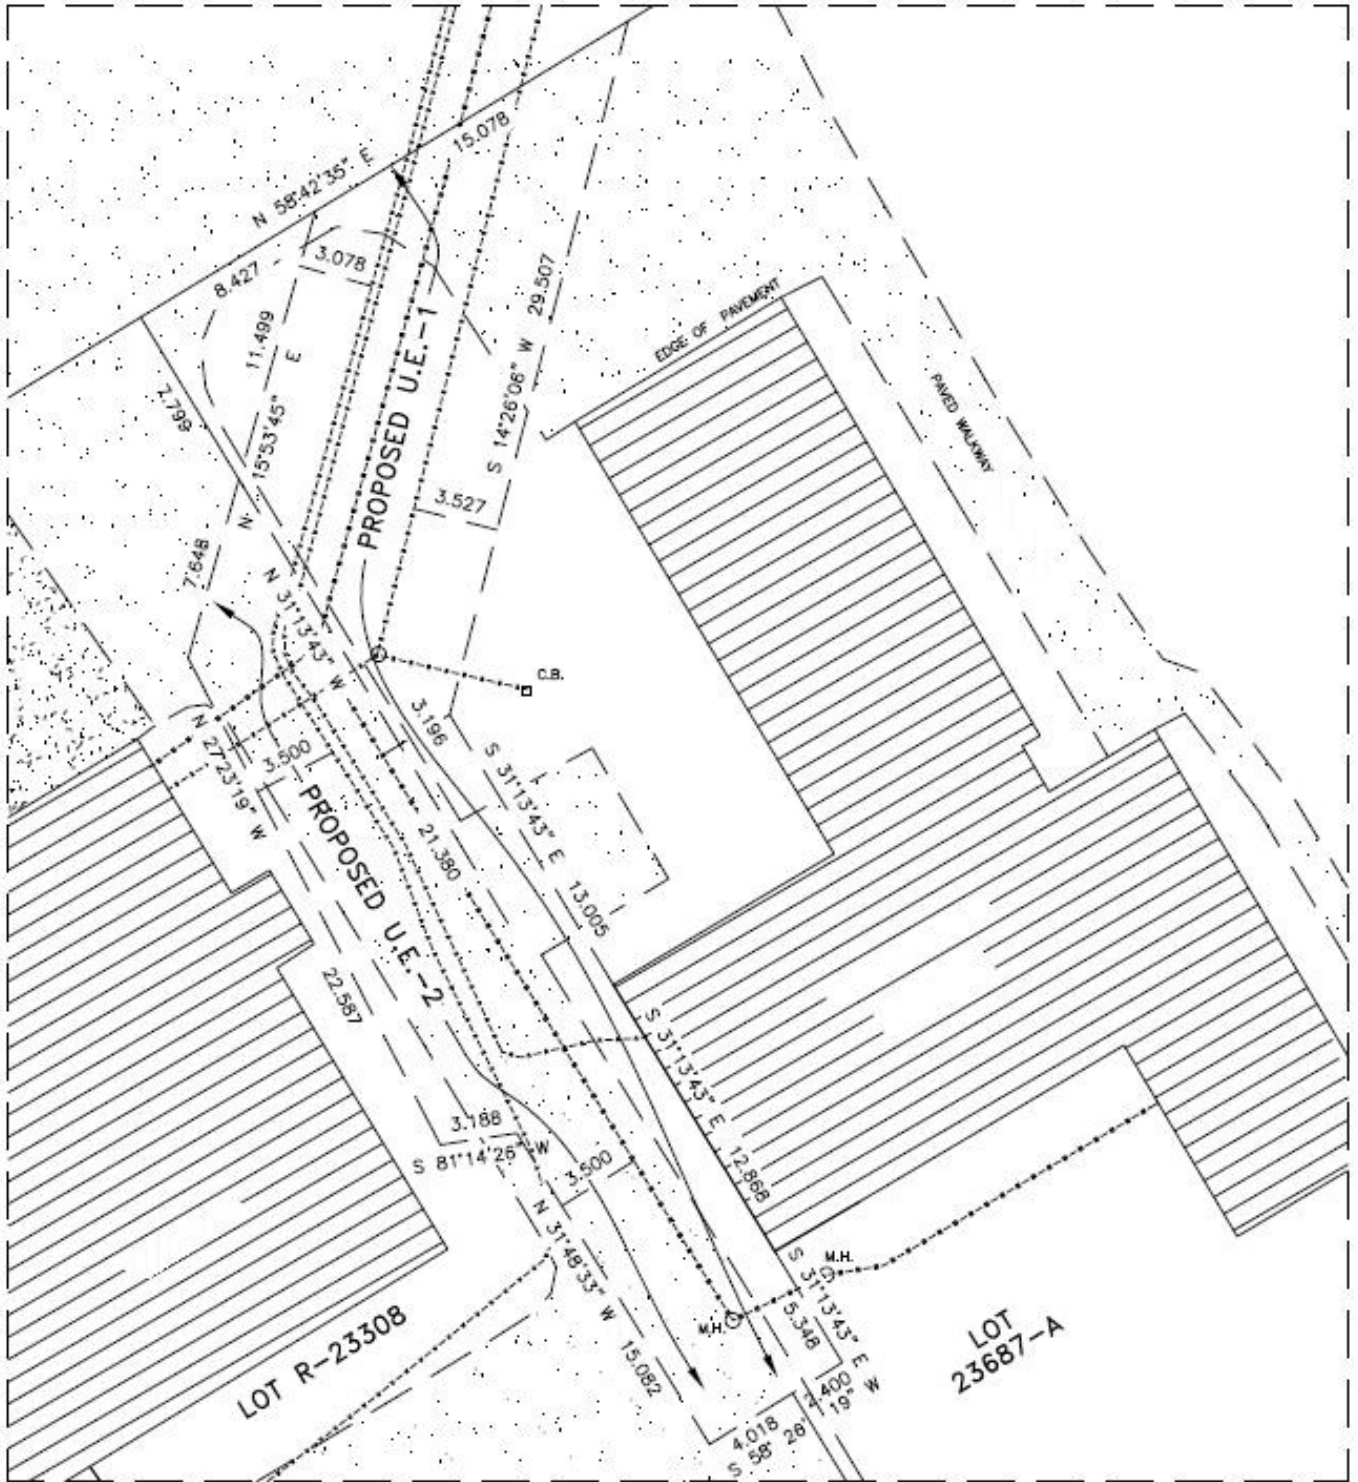 15.078
N 58°42'35" E
8.427
3.078
29.507
S 14°26'06" W
11.499
N 15°53'45" E
7.799
EDGE OF PAVEMENT
PAVED WALKWAY
PROPOSED U.E.-1
3.527
7.648
N 31°13'43" W
C.B.
3.196
N 27°23'19" W
3.500
S 31°13'43" E
13.005
PROPOSED U.E.-2
21.380
22.587
S 31°13'43" E
12.868
3.188
S 81°14'26" W
3.500
N 31°48'33" W
15.082
M.H.
S 31°13'43" E
5.348
M.H.
LOT R-23308
LOT
23687-A
.400
4.018
S 58° 28' 19" W